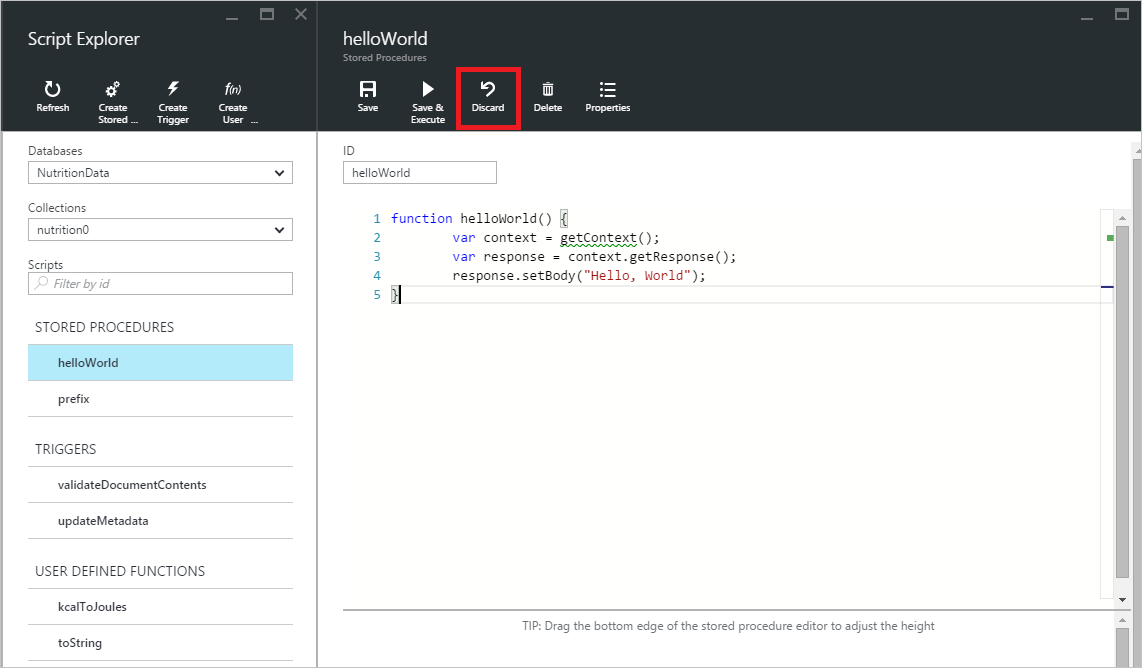 Script Explorer
Refresh
Create Stored ...
Create Trigger
f(n)
Create User ...
Databases
NutritionData
Collections
nutrition0
Scripts
Filter by id
STORED PROCEDURES
helloWorld
prefix
TRIGGERS
validateDocumentContents
updateMetadata
USER DEFINED FUNCTIONS
kcalToJoules
toString
helloWorld
Stored Procedures
Save
Save & Execute
Discard
Delete
Properties
ID
helloWorld
1 function helloWorld() {
2 var context = getContext();
3 var response = context.getResponse();
4 response.setBody("Hello, World");
5 }
TIP: Drag the bottom edge of the stored procedure editor to adjust the height